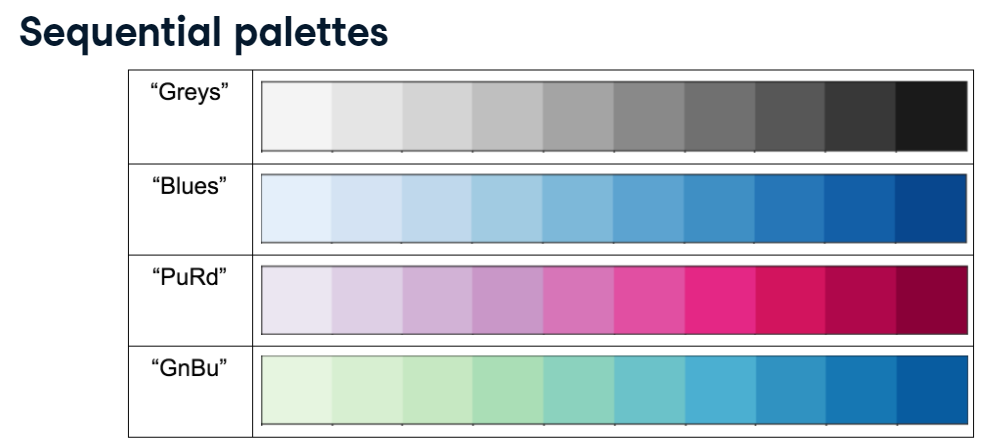 Sequential palettes
“Greys”
“Blues”
“PuRd”
“GnBu”